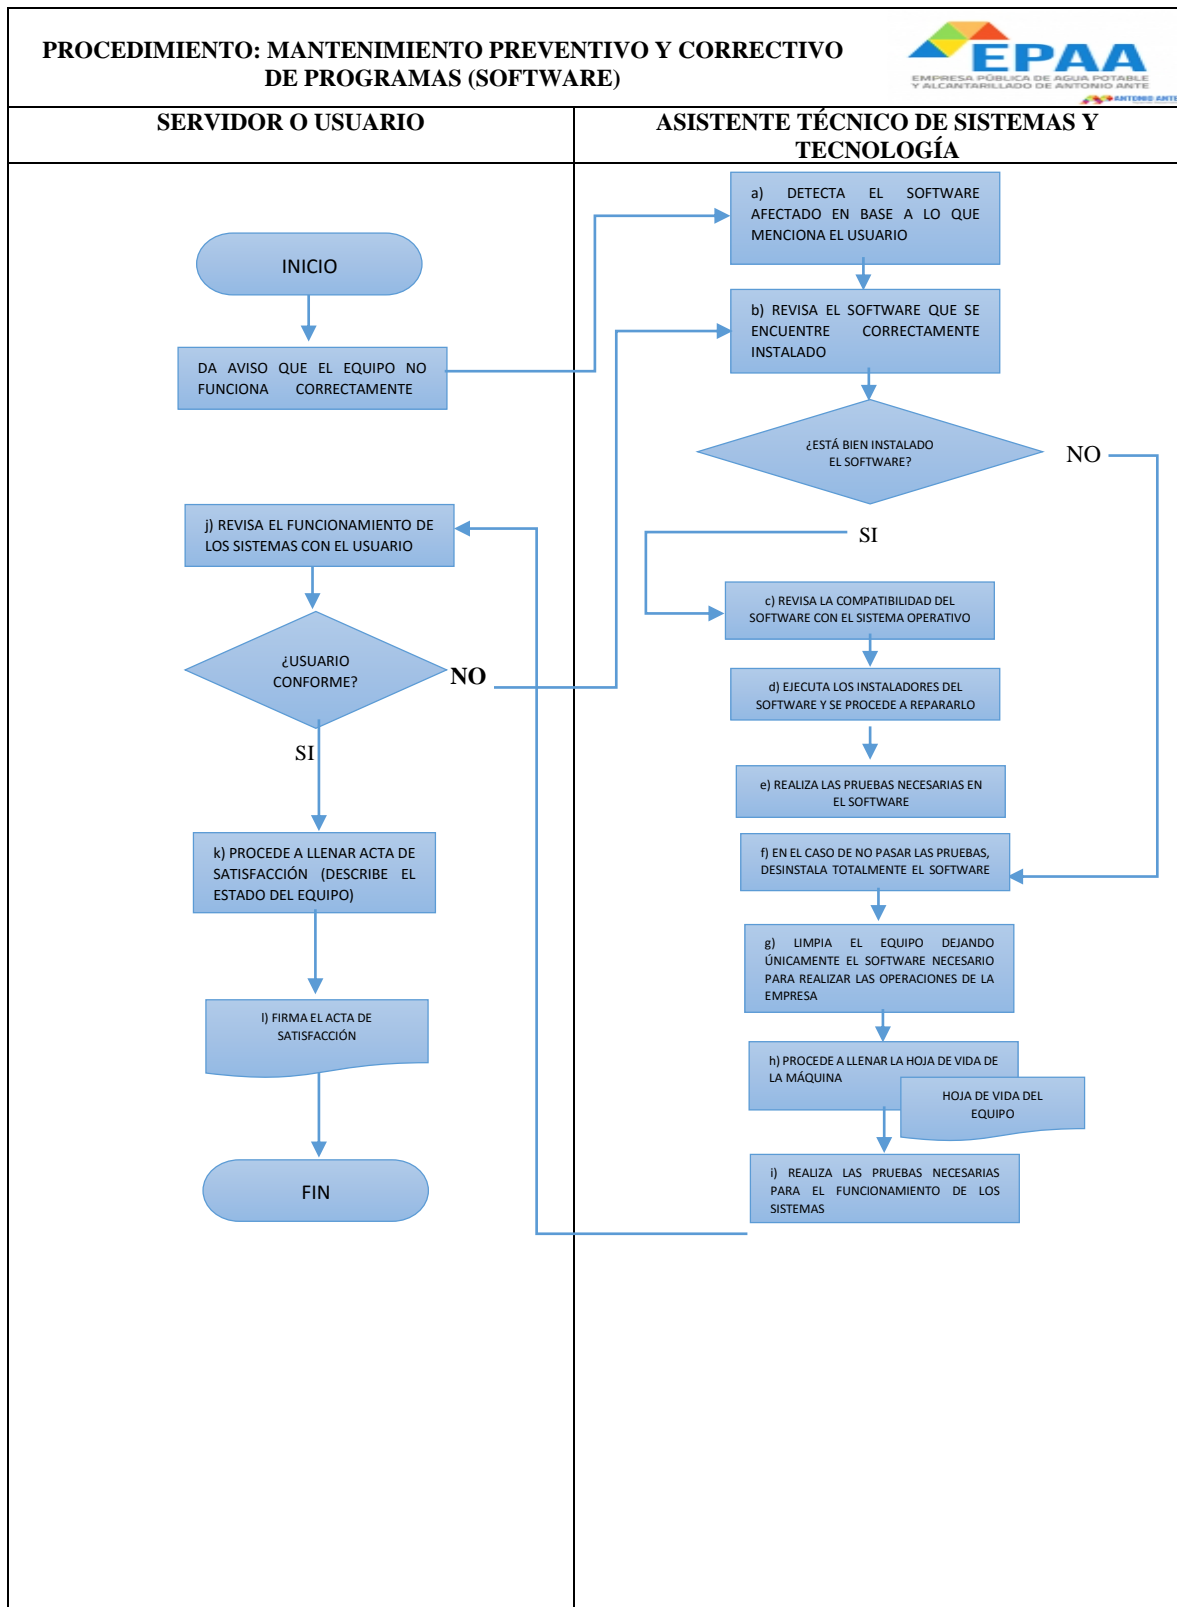 PROCEDIMIENTO: MANTENIMIENTO PREVENTIVO Y CORRECTIVO
DE PROGRAMAS (SOFTWARE)
EPAA
EMPRESA PÚBLICA DE AGUA POTABLE
Y ALCANTARILLADO DE ANTONIO ANTE
ANTONIO ANTE
SERVIDOR O USUARIO
ASISTENTE TÉCNICO DE SISTEMAS Y
TECNOLOGÍA
INICIO
DA AVISO QUE EL EQUIPO NO
FUNCIONA CORRECTAMENTE
a) DETECTA EL SOFTWARE
AFECTADO EN BASE A LO QUE
MENCIONA EL USUARIO
b) REVISA EL SOFTWARE QUE SE
ENCUENTRE CORRECTAMENTE
INSTALADO
¿ESTÁ BIEN INSTALADO
EL SOFTWARE?
NO
SI
c) REVISA LA COMPATIBILIDAD DEL
SOFTWARE CON EL SISTEMA OPERATIVO
d) EJECUTA LOS INSTALADORES DEL
SOFTWARE Y SE PROCEDE A REPARARLO
e) REALIZA LAS PRUEBAS NECESARIAS EN
EL SOFTWARE
f) EN EL CASO DE NO PASAR LAS PRUEBAS,
DESINSTALA TOTALMENTE EL SOFTWARE
g) LIMPIA EL EQUIPO DEJANDO
ÚNICAMENTE EL SOFTWARE NECESARIO
PARA REALIZAR LAS OPERACIONES DE LA
EMPRESA
h) PROCEDE A LLENAR LA HOJA DE VIDA DE
LA MÁQUINA
HOJA DE VIDA DEL
EQUIPO
i) REALIZA LAS PRUEBAS NECESARIAS
PARA EL FUNCIONAMIENTO DE LOS
SISTEMAS
j) REVISA EL FUNCIONAMIENTO DE
LOS SISTEMAS CON EL USUARIO
¿USUARIO
CONFORME?
NO
SI
k) PROCEDE A LLENAR ACTA DE
SATISFACCIÓN (DESCRIBE EL
ESTADO DEL EQUIPO)
l) FIRMA EL ACTA DE
SATISFACCIÓN
FIN